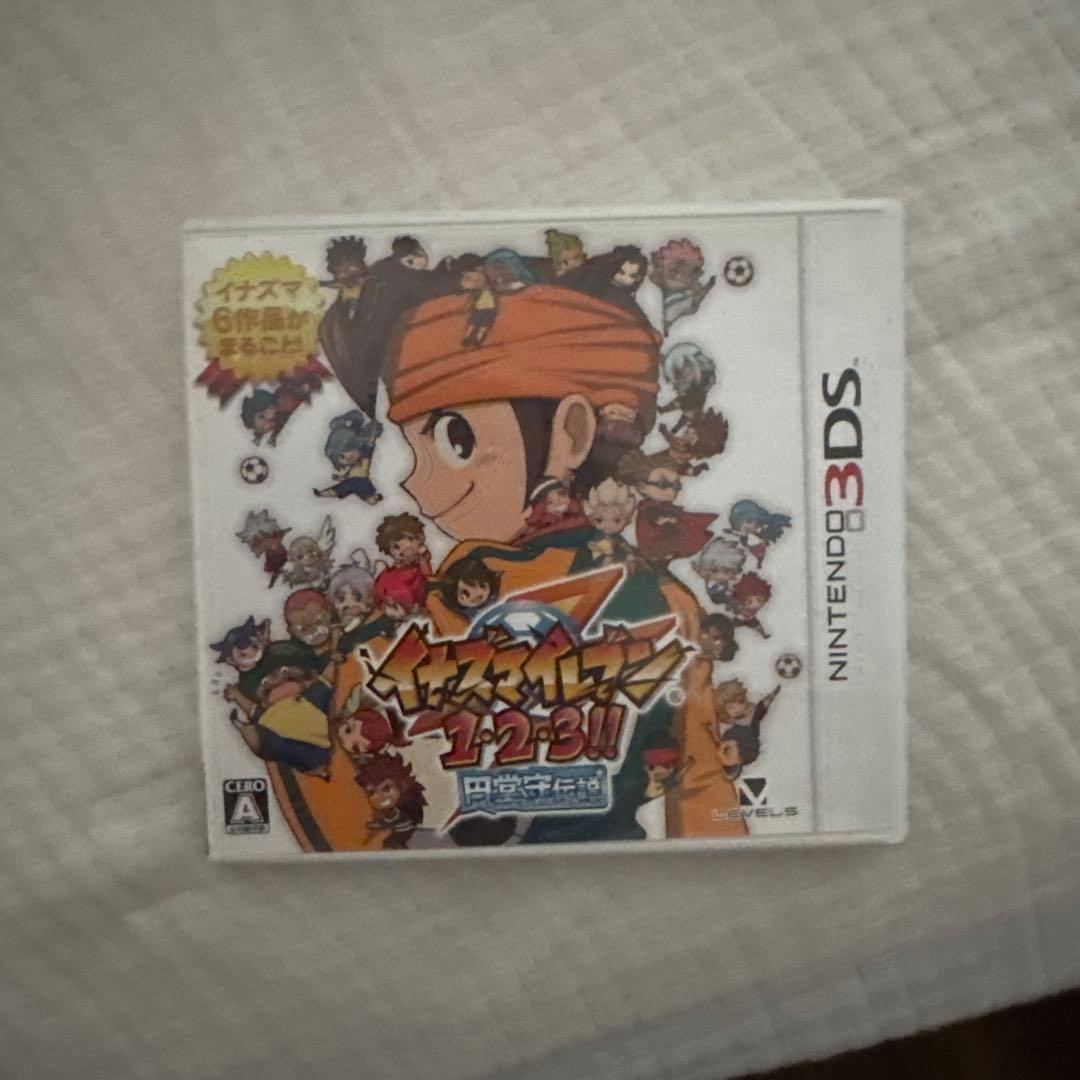 イナズマ
6作品が
まるごと!
NINTENDO 3DS
イナズマイレブン
1・2・3!!
円堂守伝説
CERO
A
LEVEL5